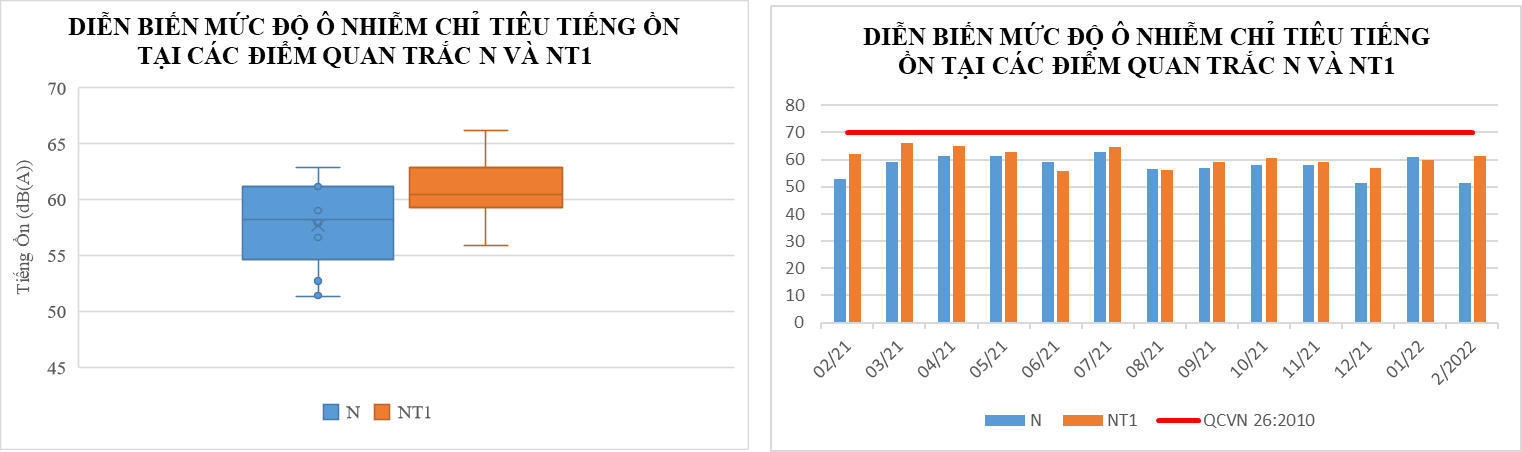 DIỄN BIẾN MỨC ĐỘ Ô NHIỄM CHỈ TIÊU TIẾNG ỒN
TẠI CÁC ĐIỂM QUAN TRẮC N VÀ NT1
70
65
60
55
50
45
Tiếng Ồn (dB(A))
N
NT1
DIỄN BIẾN MỨC ĐỘ Ô NHIỄM CHỈ TIÊU TIẾNG
ỒN TẠI CÁC ĐIỂM QUAN TRẮC N VÀ NT1
80
70
60
50
40
30
20
10
0
02/21
03/21
04/21
05/21
06/21
07/21
08/21
09/21
10/21
11/21
12/21
01/22
2/2022
N
NT1
QCVN 26:2010